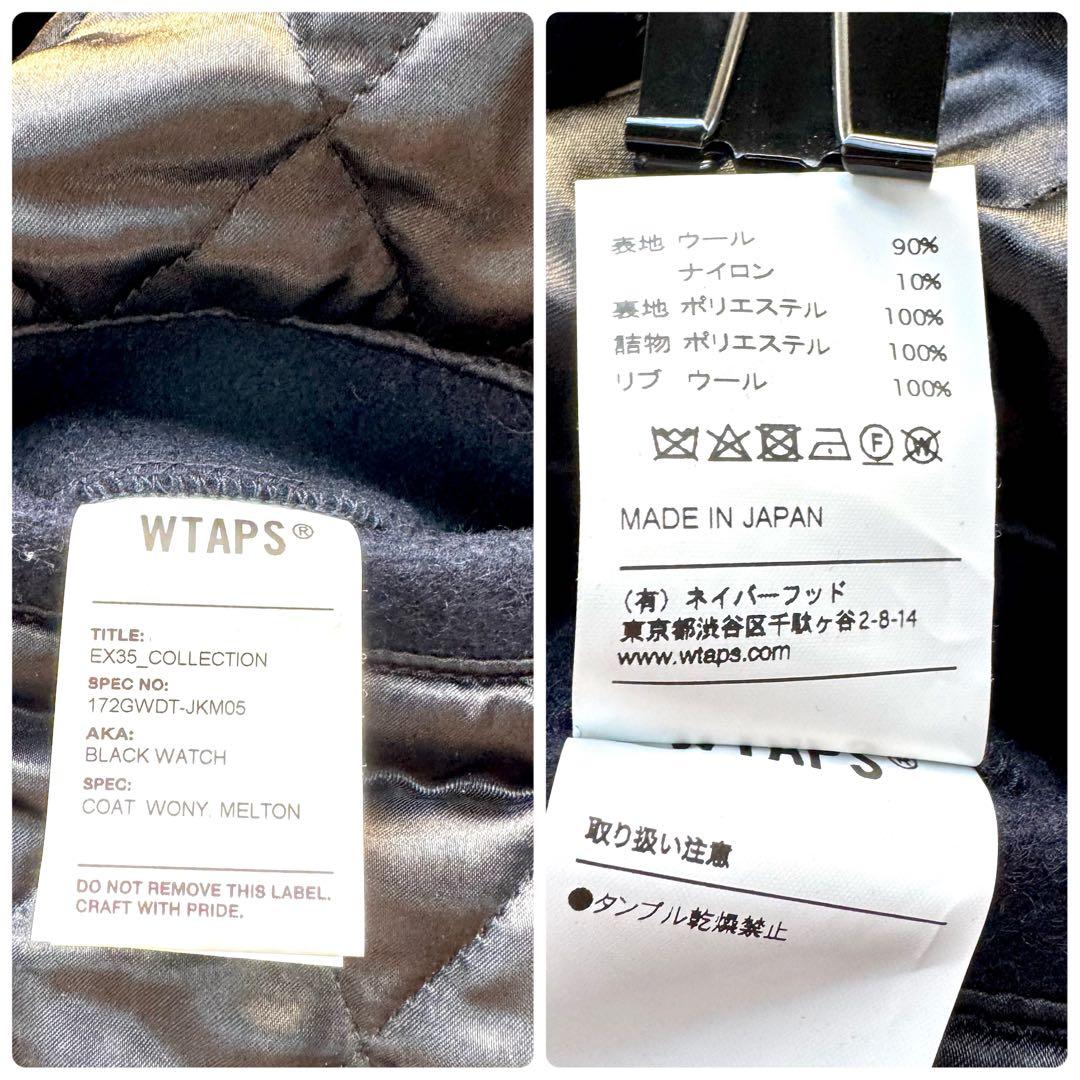 WTAPS®
TITLE:
EX35_COLLECTION
SPEC NO:
172GWDT-JKM05
AKA:
BLACK WATCH
SPEC:
COAT WONY. MELTON
DO NOT REMOVE THIS LABEL.
CRAFT WITH PRIDE.
表地 ウール 90%
ナイロン 10%
裏地 ポリエステル 100%
詰物 ポリエステル 100%
リブ ウール 100%
F W
MADE IN JAPAN
(有) ネイバーフッド
東京都渋谷区千駄ヶ谷2-8-14
www.wtaps.com
WTAPS®
取り扱い注意
●タンブル乾燥禁止